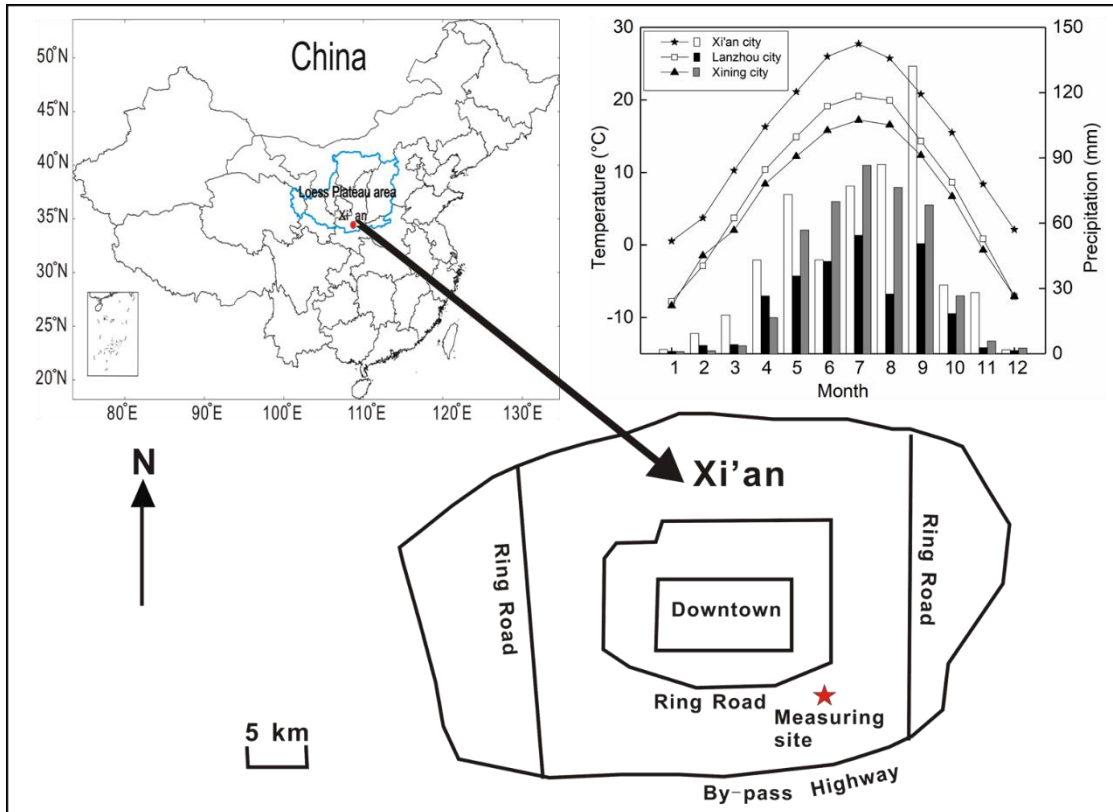 China
50°N
45°N
40°N
35°N
30°N
25°N
20°N
80°E
90°E
100°E
110°E
120°E
130°E
Loess Plateau area
Xi' an
Xi'an city
Lanzhou city
Xining city
Temperature (°C)
30
20
10
0
-10
Precipitation (mm)
150
120
90
60
30
0
1 2 3 4 5 6 7 8 9 10 11 12
Month
N
Xi'an
Ring Road
Ring Road
Downtown
Ring Road
Measuring
site
5 km
By-pass Highway